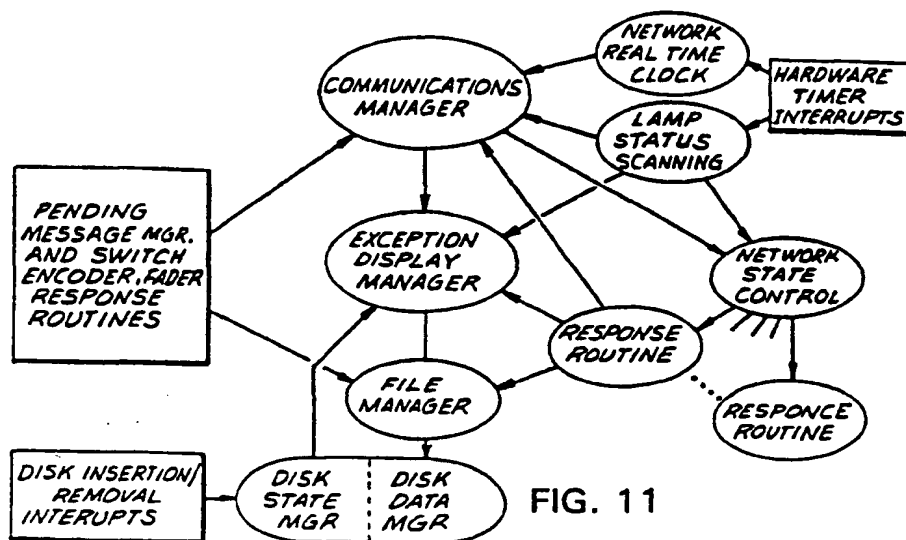 NETWORK
REAL TIME
CLOCK
HARDWARE
TIMER
INTERRUPTS
COMMUNICATIONS
MANAGER
LAMP
STATUS
SCANNING
PENDING
MESSAGE MGR.
AND SWITCH
ENCODER, FADER
RESPONSE
ROUTINES
EXCEPTION
DISPLAY
MANAGER
NETWORK
STATE
CONTROL
RESPONSE
ROUTINE
FILE
MANAGER
RESPONCE
ROUTINE
DISK INSERTION/
REMOVAL
INTERUPTS
DISK
STATE
MGR
DISK
DATA
MGR
FIG. 11